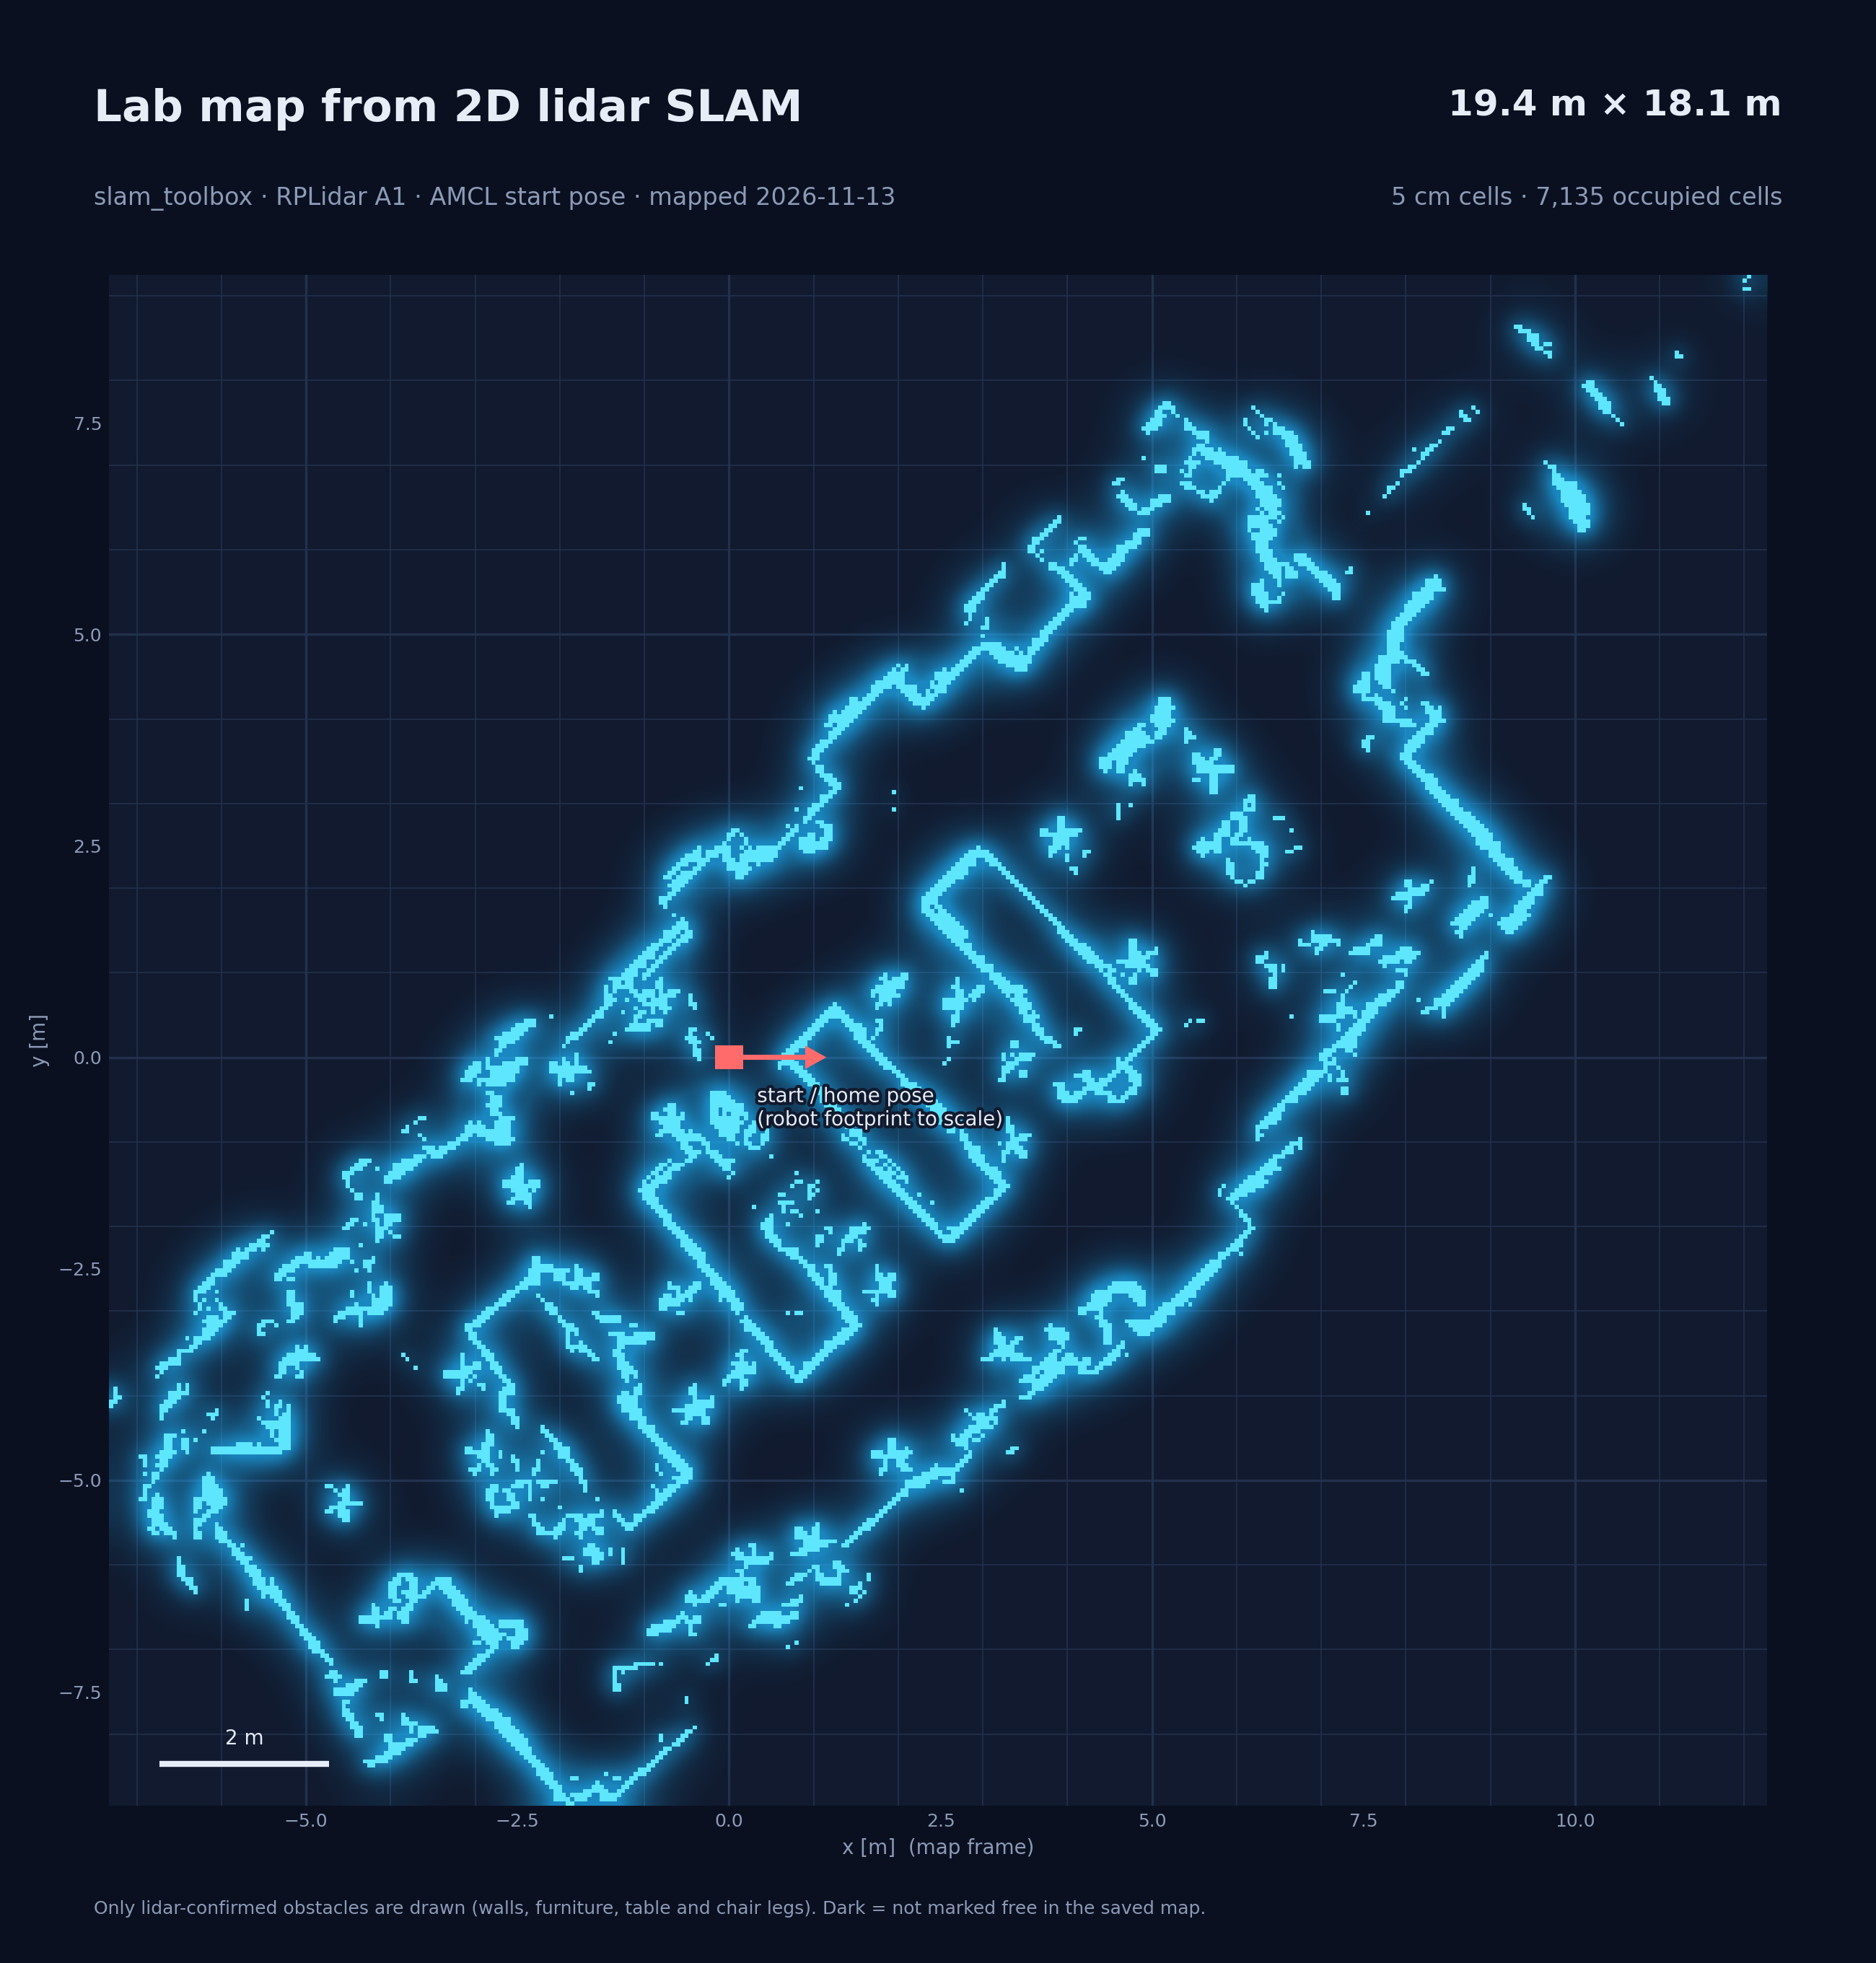 Lab map from 2D lidar SLAM
19.4 m × 18.1 m
slam_toolbox · RPLidar A1 · AMCL start pose · mapped 2026-11-13
5 cm cells · 7,135 occupied cells
7.5
5.0
2.5
0.0
−2.5
−5.0
−7.5
y [m]
start / home pose
(robot footprint to scale)
2 m
−5.0
−2.5
0.0
2.5
5.0
7.5
10.0
x [m] (map frame)
Only lidar-confirmed obstacles are drawn (walls, furniture, table and chair legs). Dark = not marked free in the saved map.